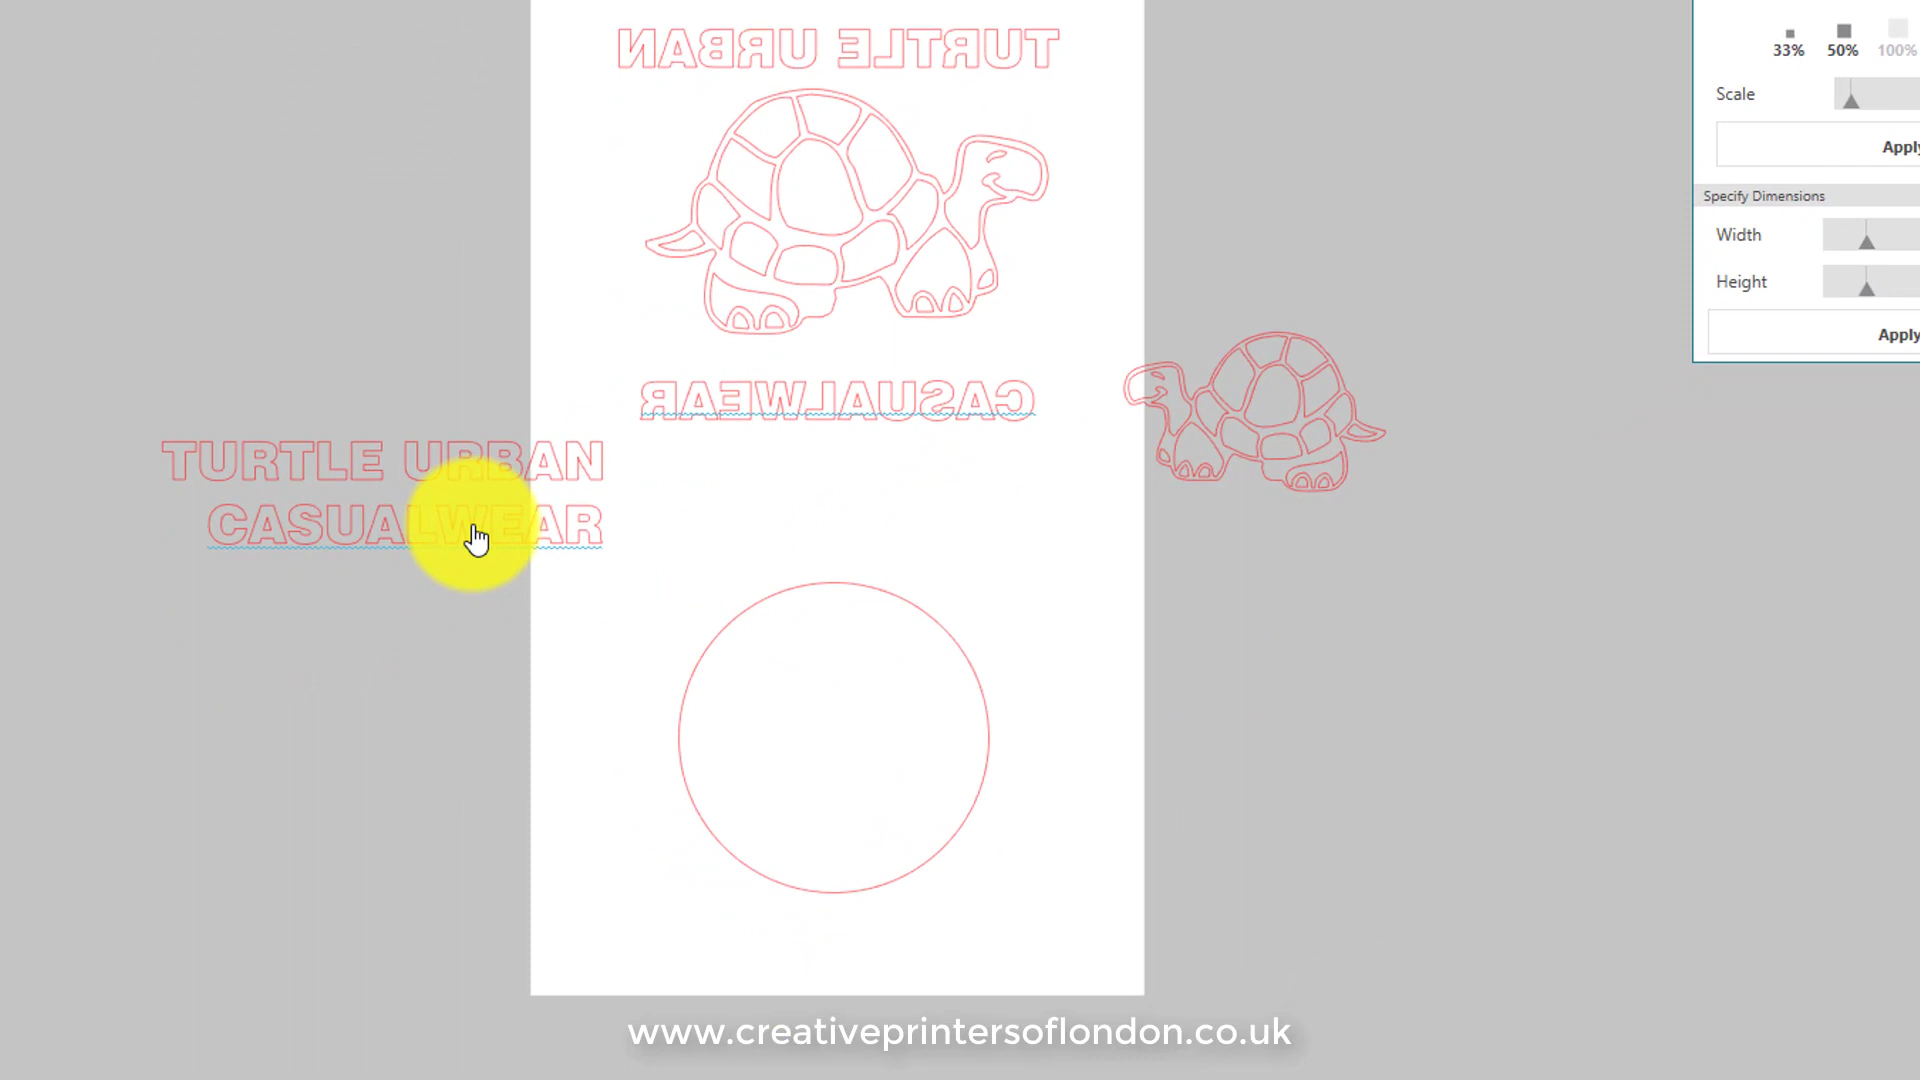 TURTLE URBAN
33% 50% 100%
Scale
Apply
Specify Dimensions
Width
Height
Apply
CASUALWEAR
TURTLE URBAN
CASUALWEAR
www.creativeprintersoflondon.co.uk